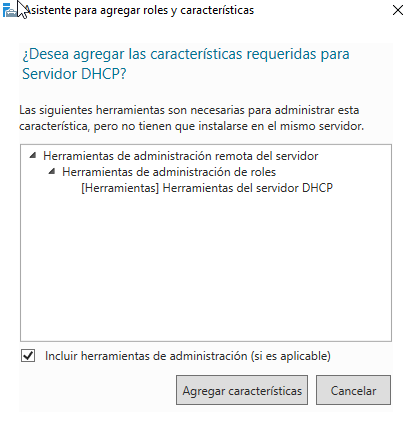 Asistente para agregar roles y características
¿Desea agregar las características requeridas para
Servidor DHCP?
Las siguientes herramientas son necesarias para administrar esta
característica, pero no tienen que instalarse en el mismo servidor.
Herramientas de administración remota del servidor
Herramientas de administración de roles
[Herramientas] Herramientas del servidor DHCP
Incluir herramientas de administración (si es aplicable)
Agregar características
Cancelar